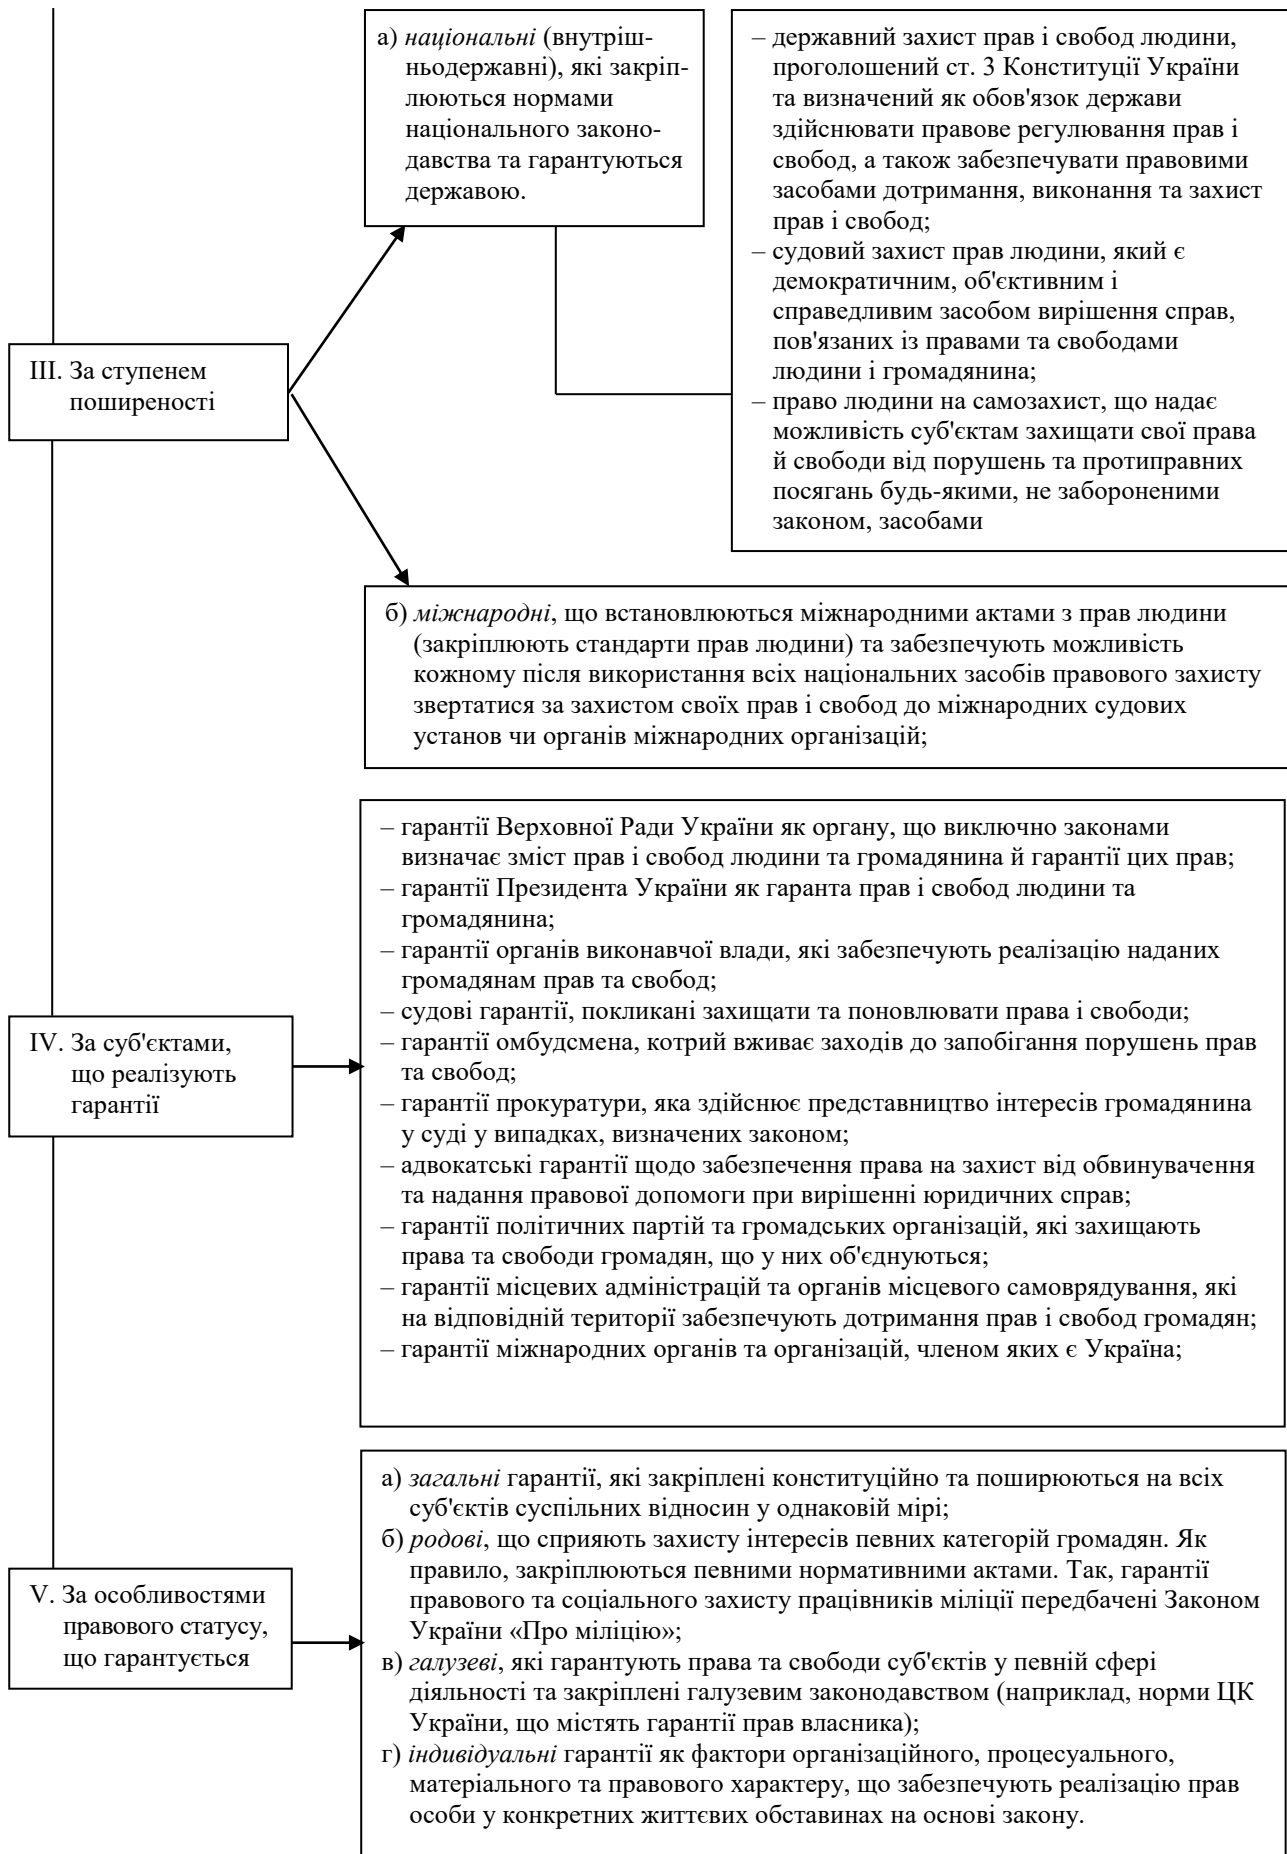 а) національні (внутріш-
ньодержавні), які закріп-
люються нормами
національного законо-
давства та гарантуються
державою.
– державний захист прав і свобод людини,
проголошений ст. 3 Конституції України
та визначений як обов'язок держави
здійснювати правове регулювання прав і
свобод, а також забезпечувати правовими
засобами дотримання, виконання та захист
прав і свобод;
– судовий захист прав людини, який є
демократичним, об'єктивним і
справедливим засобом вирішення справ,
пов'язаних із правами та свободами
людини і громадянина;
– право людини на самозахист, що надає
можливість суб'єктам захищати свої права
й свободи від порушень та протиправних
посягань будь-якими, не забороненими
законом, засобами
III. За ступенем
поширеності
б) міжнародні, що встановлюються міжнародними актами з прав людини
(закріплюють стандарти прав людини) та забезпечують можливість
кожному після використання всіх національних засобів правового захисту
звертатися за захистом своїх прав і свобод до міжнародних судових
установ чи органів міжнародних організацій;
IV. За суб'єктами,
що реалізують
гарантії
– гарантії Верховної Ради України як органу, що виключно законами
визначає зміст прав і свобод людини та громадянина й гарантії цих прав;
– гарантії Президента України як гаранта прав і свобод людини та
громадянина;
– гарантії органів виконавчої влади, які забезпечують реалізацію наданих
громадянам прав та свобод;
– судові гарантії, покликані захищати та поновлювати права і свободи;
– гарантії омбудсмена, котрий вживає заходів до запобігання порушень прав
та свобод;
– гарантії прокуратури, яка здійснює представництво інтересів громадянина
у суді у випадках, визначених законом;
– адвокатські гарантії щодо забезпечення права на захист від обвинувачення
та надання правової допомоги при вирішенні юридичних справ;
– гарантії політичних партій та громадських організацій, які захищають
права та свободи громадян, що у них об'єднуються;
– гарантії місцевих адміністрацій та органів місцевого самоврядування, які
на відповідній території забезпечують дотримання прав і свобод громадян;
– гарантії міжнародних органів та організацій, членом яких є Україна;
V. За особливостями
правового статусу,
що гарантується
а) загальні гарантії, які закріплені конституційно та поширюються на всіх
суб'єктів суспільних відносин у однаковій мірі;
б) родові, що сприяють захисту інтересів певних категорій громадян. Як
правило, закріплюються певними нормативними актами. Так, гарантії
правового та соціального захисту працівників міліції передбачені Законом
України «Про міліцію»;
в) галузеві, які гарантують права та свободи суб'єктів у певній сфері
діяльності та закріплені галузевим законодавством (наприклад, норми ЦК
України, що містять гарантії прав власника);
г) індивідуальні гарантії як фактори організаційного, процесуального,
матеріального та правового характеру, що забезпечують реалізацію прав
особи у конкретних життєвих обставинах на основі закону.